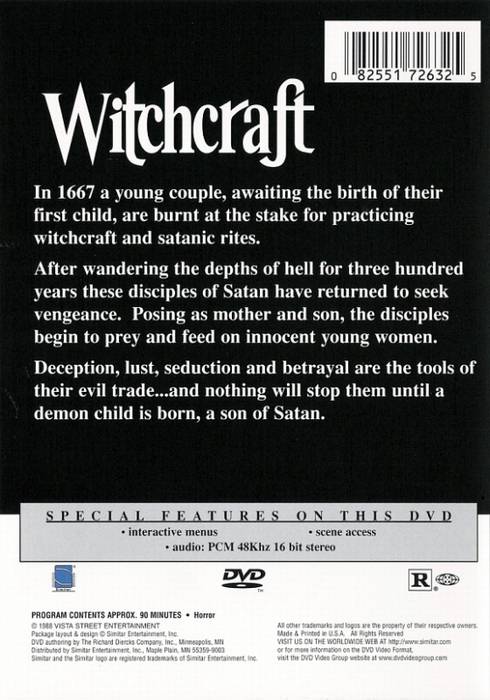 0 82551 72632 5
Witchcraft
In 1667 a young couple, awaiting the birth of their
first child, are burnt at the stake for practicing
witchcraft and satanic rites.
After wandering the depths of hell for three hundred
years these disciples of Satan have returned to seek
vengeance. Posing as mother and son, the disciples
begin to prey and feed on innocent young women.
Deception, lust, seduction and betrayal are the tools of
their evil trade...and nothing will stop them until a
demon child is born, a son of Satan.
SPECIAL FEATURES ON THIS DVD
• interactive menus • scene access
• audio: PCM 48Khz 16 bit stereo
DVD TM R
PROGRAM CONTENTS APPROX. 90 MINUTES • Horror
© 1988 VISTA STREET ENTERTAINMENT
Package layout & design © Simitar Entertainment, Inc.
DVD authoring by The Richard Diercks Company, Inc., Minneapolis, MN
Distributed by Simitar Entertainment, Inc., Maple Plain, MN 55359-9003
Simitar and the Simitar logo are registered trademarks of Simitar Entertainment, Inc.
All other trademarks and logos are the property of their respective owners.
Made & Printed in U.S.A. All Rights Reserved
VISIT US ON THE WORLDWIDE WEB AT http://www.simitar.com
or for more information on the DVD Video Format,
visit the DVD Video Group website at www.dvdvideogroup.com